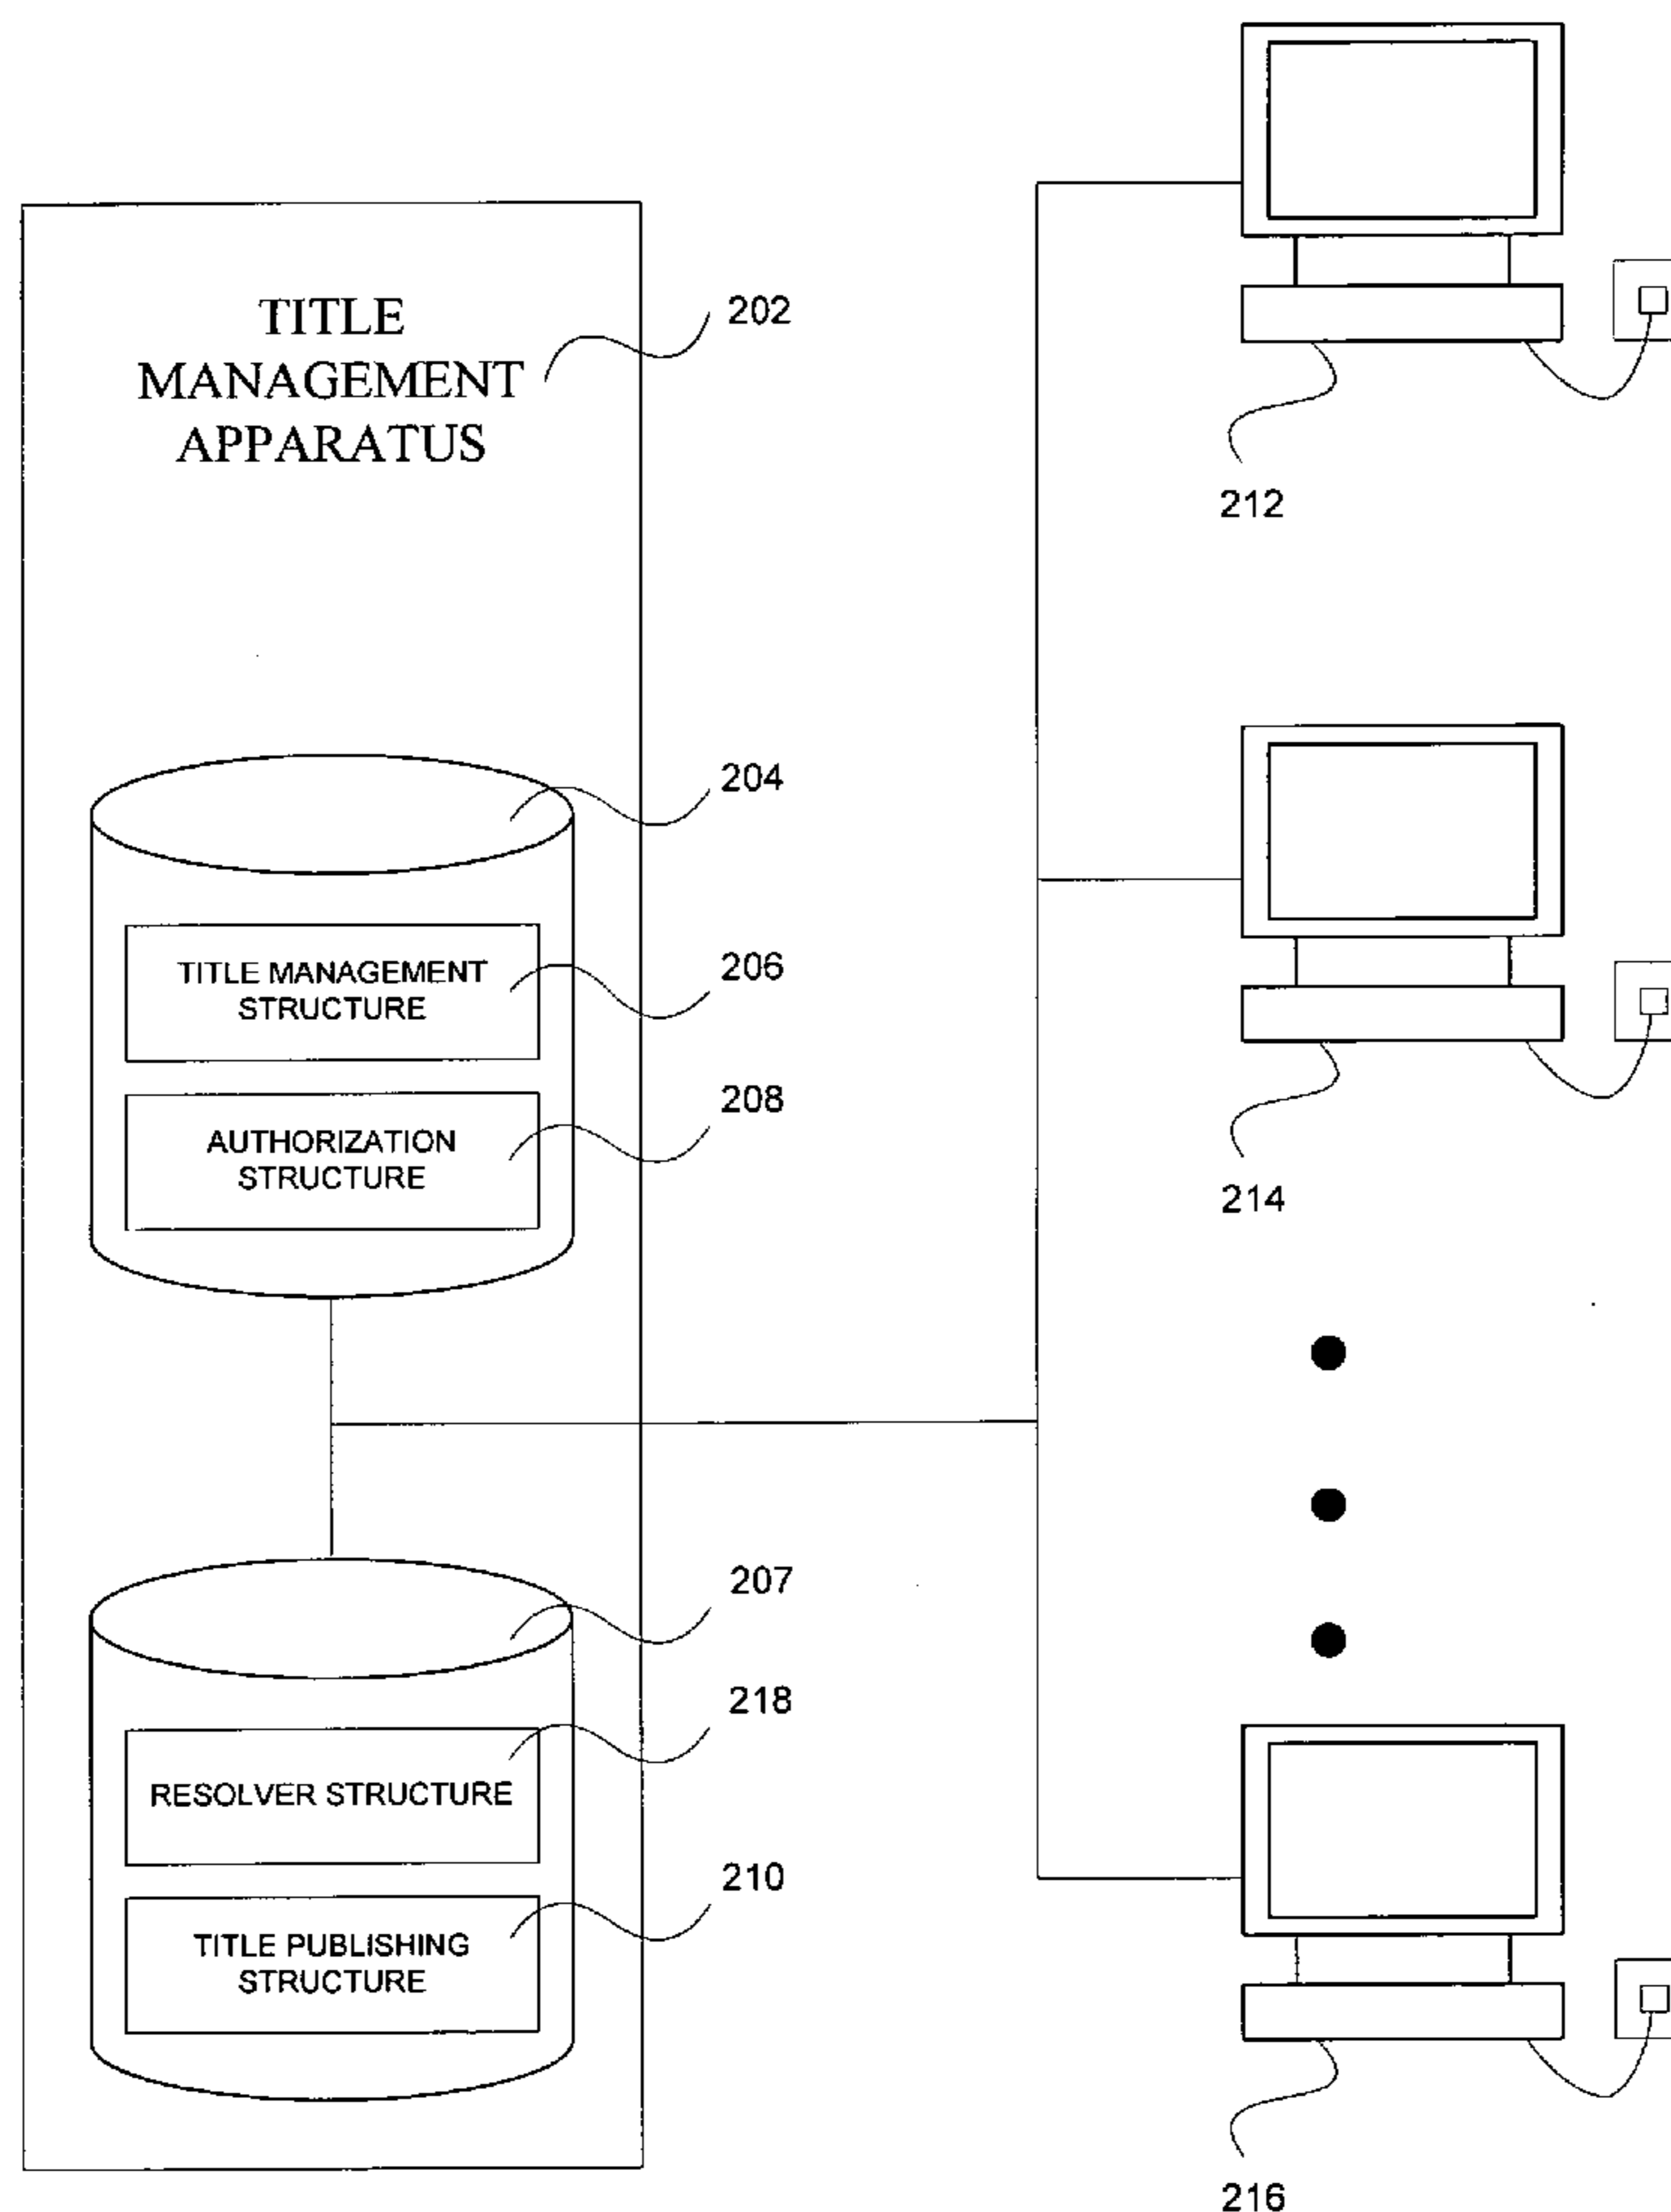 TITLE
MANAGEMENT
APPARATUS
202
204
TITLE MANAGEMENT
STRUCTURE
206
AUTHORIZATION
STRUCTURE
208
207
RESOLVER STRUCTURE
218
TITLE PUBLISHING
STRUCTURE
210
212
214
216